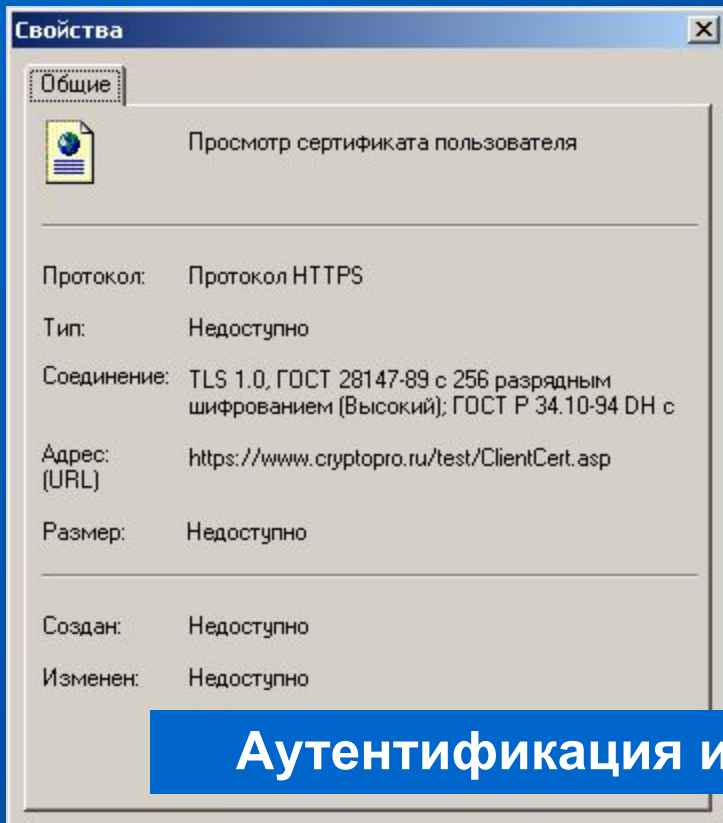 Свойства
Общие
Просмотр сертификата пользователя
Протокол: Протокол HTTPS
Тип: Недоступно
Соединение: TLS 1.0, ГОСТ 28147-89 с 256 разрядным
шифрованием (Высокий); ГОСТ Р 34.10-94 DH с
Адрес: https://www.cryptopro.ru/test/ClientCert.asp
(URL)
Размер: Недоступно
Создан: Недоступно
Изменен: Недоступно
Аутентификация и